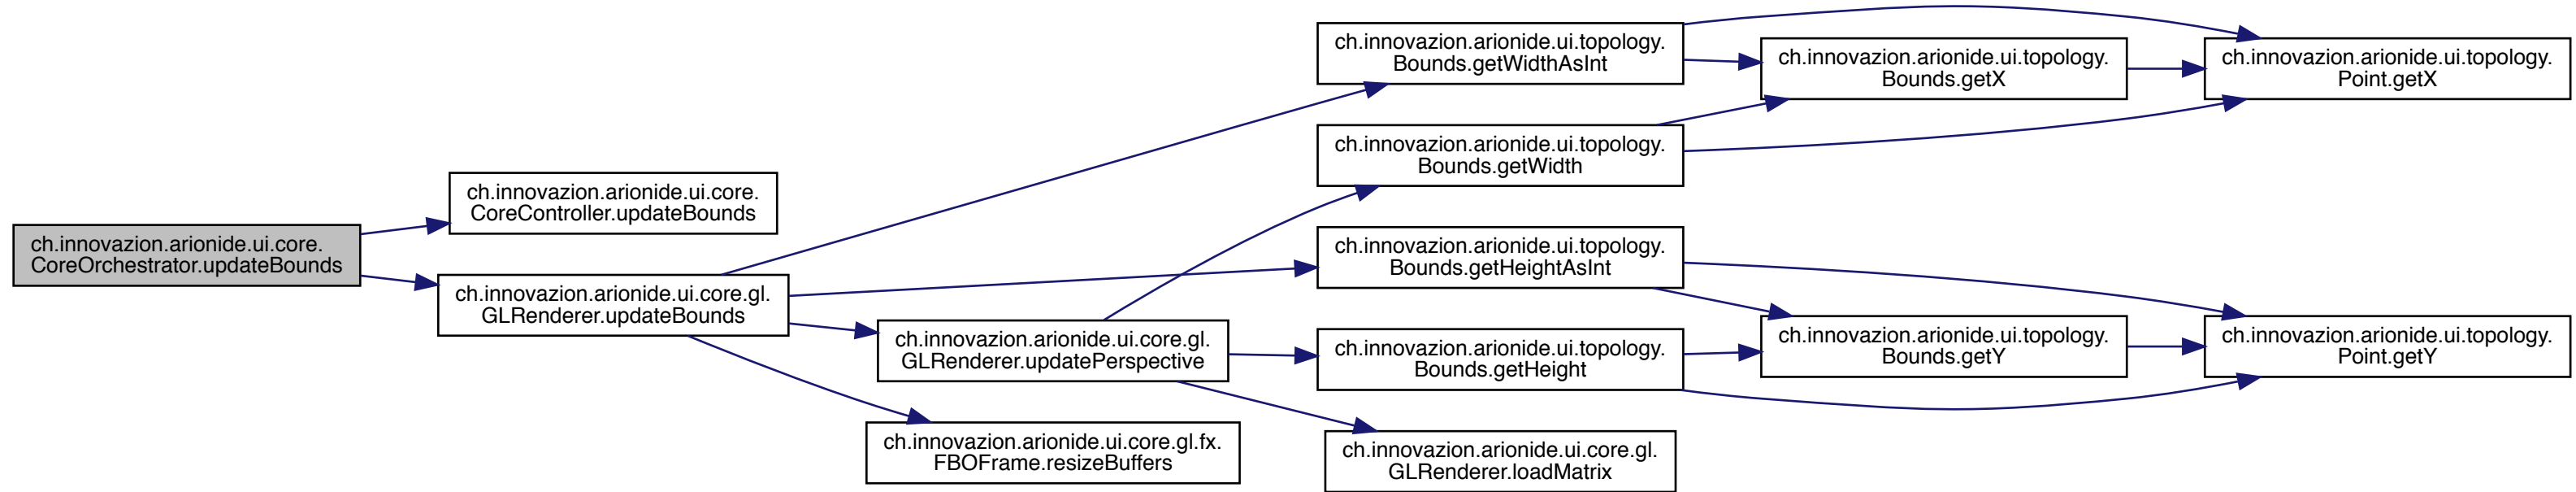 ch.innovazion.arionide.ui.core.
CoreOrchestrator.updateBounds
ch.innovazion.arionide.ui.core.
CoreController.updateBounds
ch.innovazion.arionide.ui.core.gl.
GLRenderer.updateBounds
ch.innovazion.arionide.ui.core.gl.
GLRenderer.updatePerspective
ch.innovazion.arionide.ui.core.gl.fx.
FBOFrame.resizeBuffers
ch.innovazion.arionide.ui.topology.
Bounds.getWidthAsInt
ch.innovazion.arionide.ui.topology.
Bounds.getWidth
ch.innovazion.arionide.ui.topology.
Bounds.getHeightAsInt
ch.innovazion.arionide.ui.topology.
Bounds.getHeight
ch.innovazion.arionide.ui.core.gl.
GLRenderer.loadMatrix
ch.innovazion.arionide.ui.topology.
Bounds.getX
ch.innovazion.arionide.ui.topology.
Bounds.getY
ch.innovazion.arionide.ui.topology.
Point.getX
ch.innovazion.arionide.ui.topology.
Point.getY